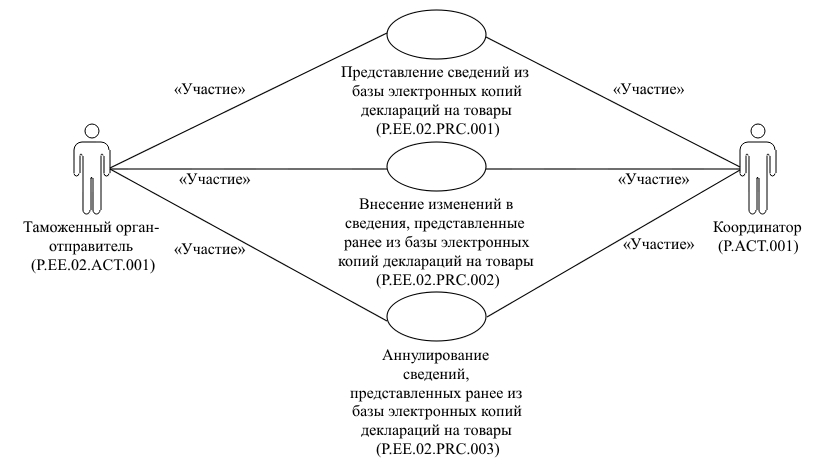 «Участие»
«Участие»
Представление сведений из
базы электронных копий
деклараций на товары
(P.EE.02.PRC.001)
«Участие»
«Участие»
Таможенный орган-
отправитель
(P.EE.02.ACT.001)
Внесение изменений в
сведения, представленные
ранее из базы электронных
копий деклараций на товары
(P.EE.02.PRC.002)
Координатор
(P.ACT.001)
«Участие»
«Участие»
Аннулирование
сведений,
представленных ранее из
базы электронных копий
деклараций на товары
(P.EE.02.PRC.003)